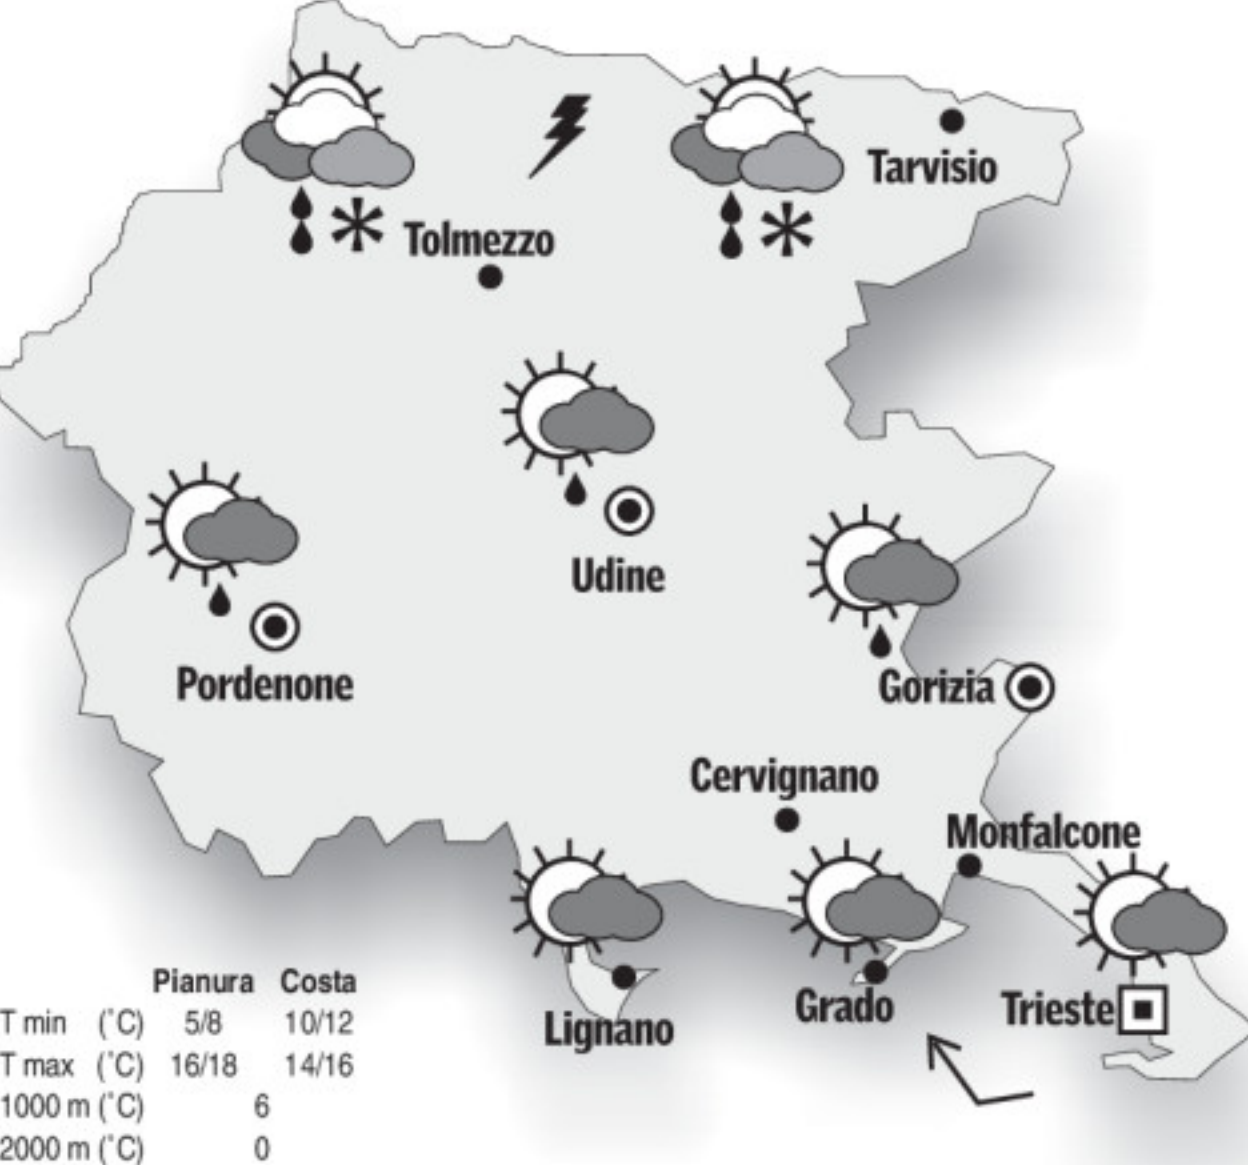 Tarvisio
Tolmezzo
Udine
Pordenone
Gorizia
Cervignano
Monfalcone
Pianura Costa
T min (°C) 5/8 10/12
Grado
Trieste
Lignano
T max (°C) 16/18 14/16
1000 m (°C) 6
2000 m (°C) 0